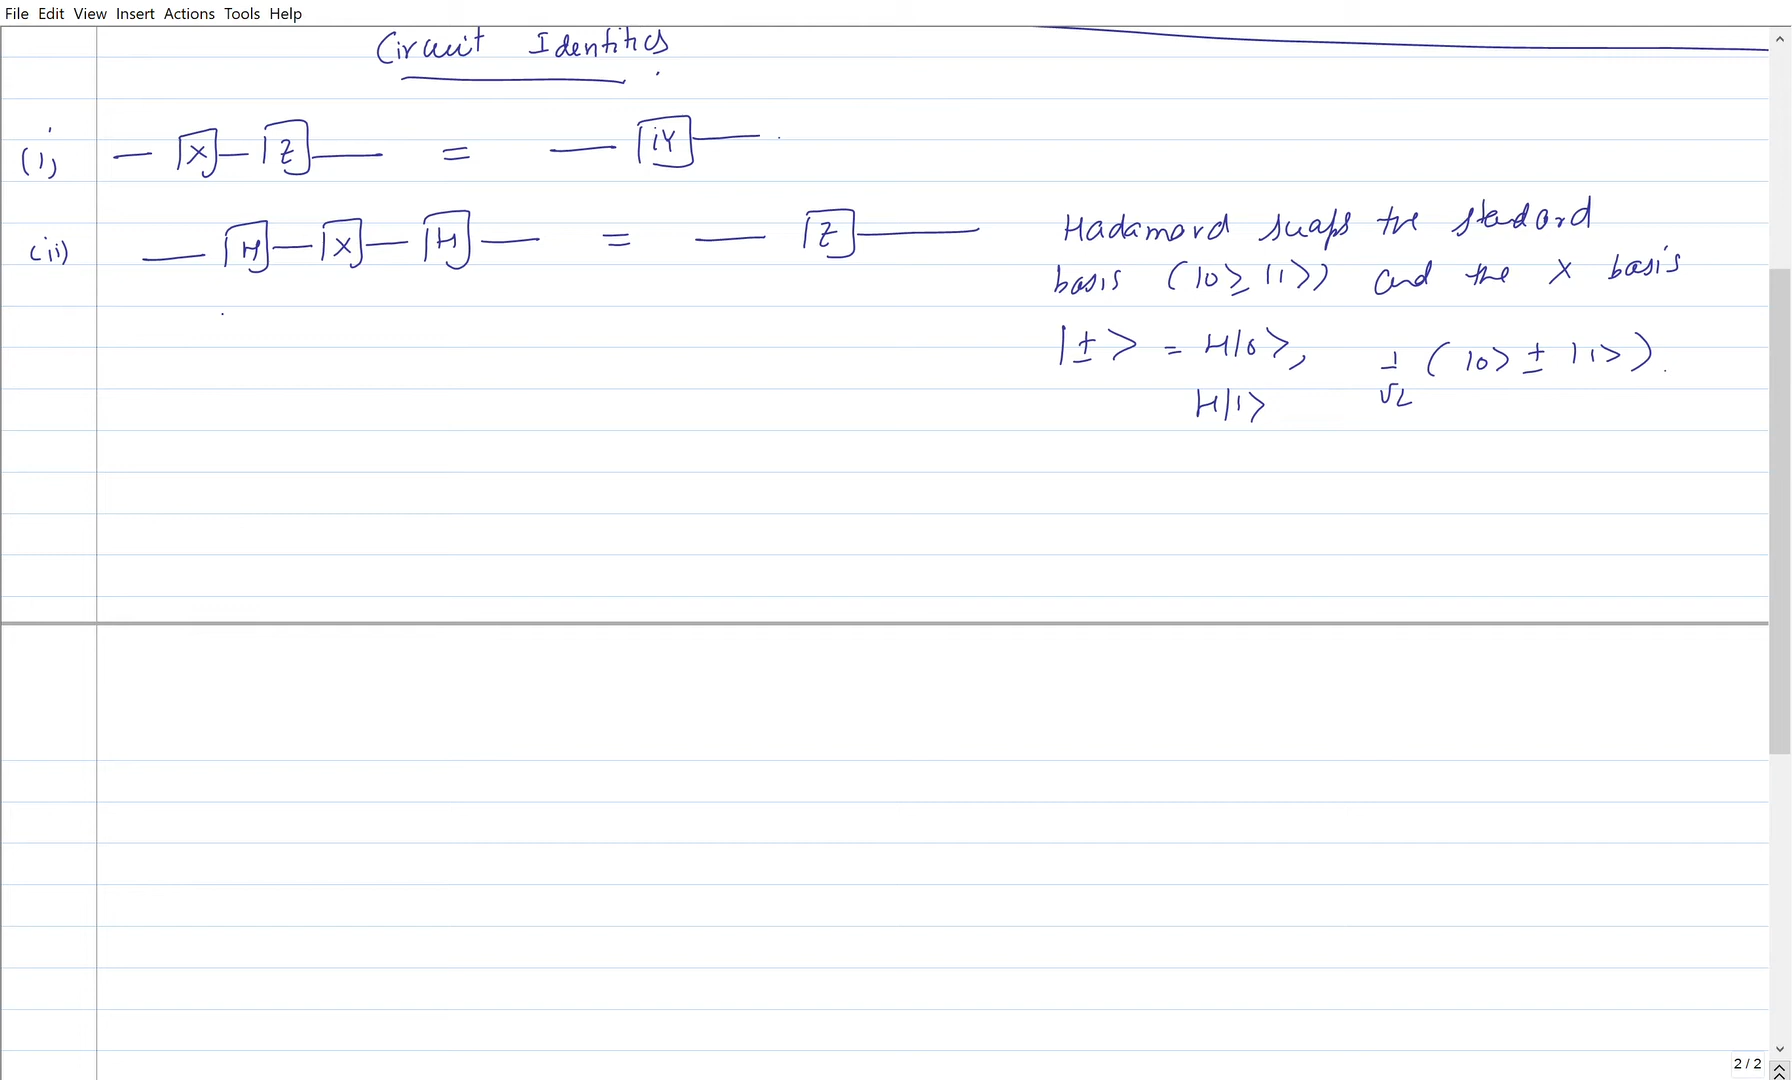 File Edit View Insert Actions Tools Help
Circuit Identities
(i) X Z = iY
(ii) H X H = Z
Hadamard swaps the standard
basis (|0>, |1>) and the X basis
|±> = H|0>, 1/√2 (|0> ± |1>).
H|1>
2 / 2